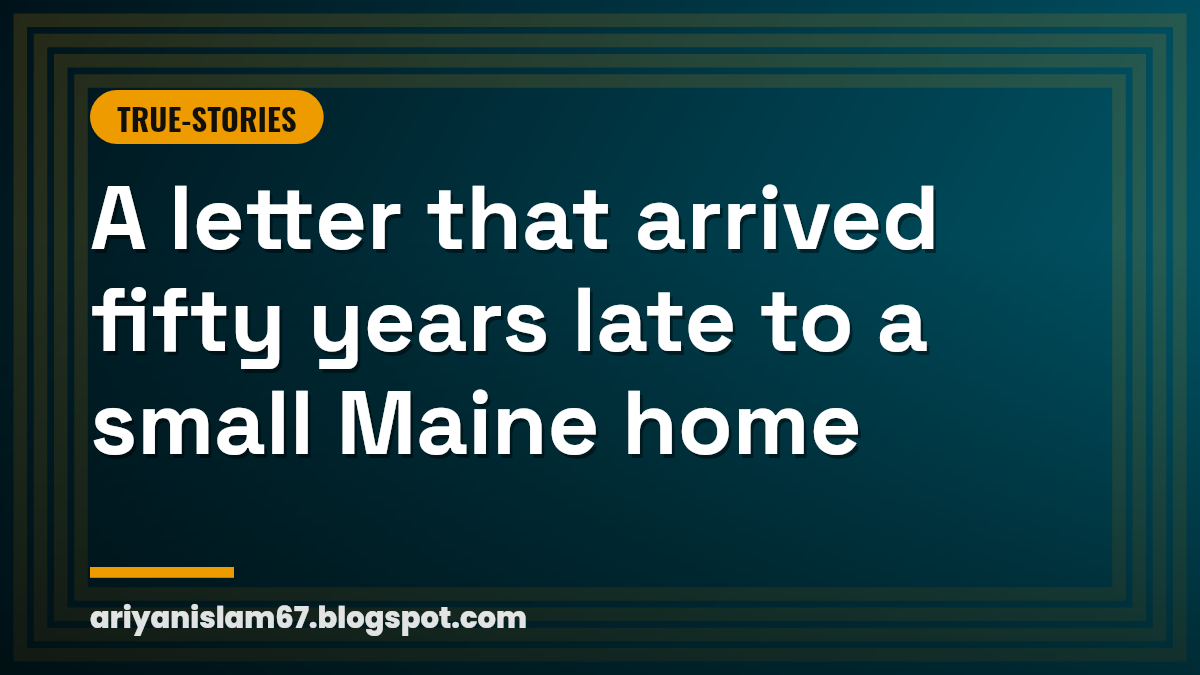 TRUE-STORIES
A letter that arrived
fifty years late to a
small Maine home
ariyanislam67.blogspot.com